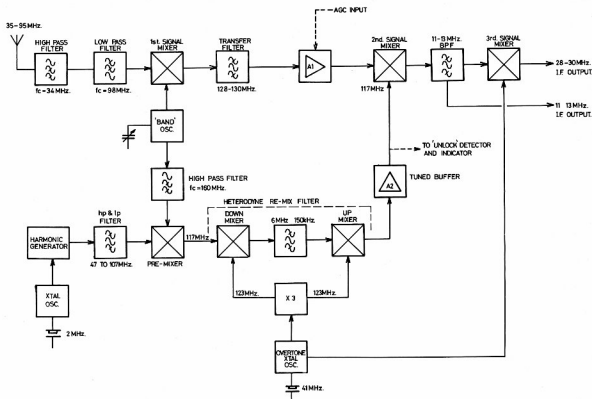 35-95MHz.
HIGH PASS
FILTER
fc=34MHz.
LOW PASS
FILTER
fc=98MHz.
1st. SIGNAL
MIXER
TRANSFER
FILTER
128-130MHz.
AGC INPUT
A1
2nd. SIGNAL
MIXER
117MHz
11-13MHz.
BPF
3rd. SIGNAL
MIXER
28-30MHz.
I.F. OUTPUT.
11 13MHz.
I.F. OUTPUT.
'BAND'
OSC.
TO 'UNLOCK' DETECTOR
AND INDICATOR
HIGH PASS FILTER
fc=160MHz.
TUNED BUFFER
A2
HETERODYNE RE-MIX FILTER
HARMONIC
GENERATOR
hp & lp
FILTER
47 TO 107MHz.
PRE-MIXER
117MHz
DOWN
MIXER
6MHz 150kHz
UP
MIXER
123MHz.
123MHz.
X 3
XTAL
OSC.
2MHz.
OVERTONE
XTAL
OSC.
41MHz.